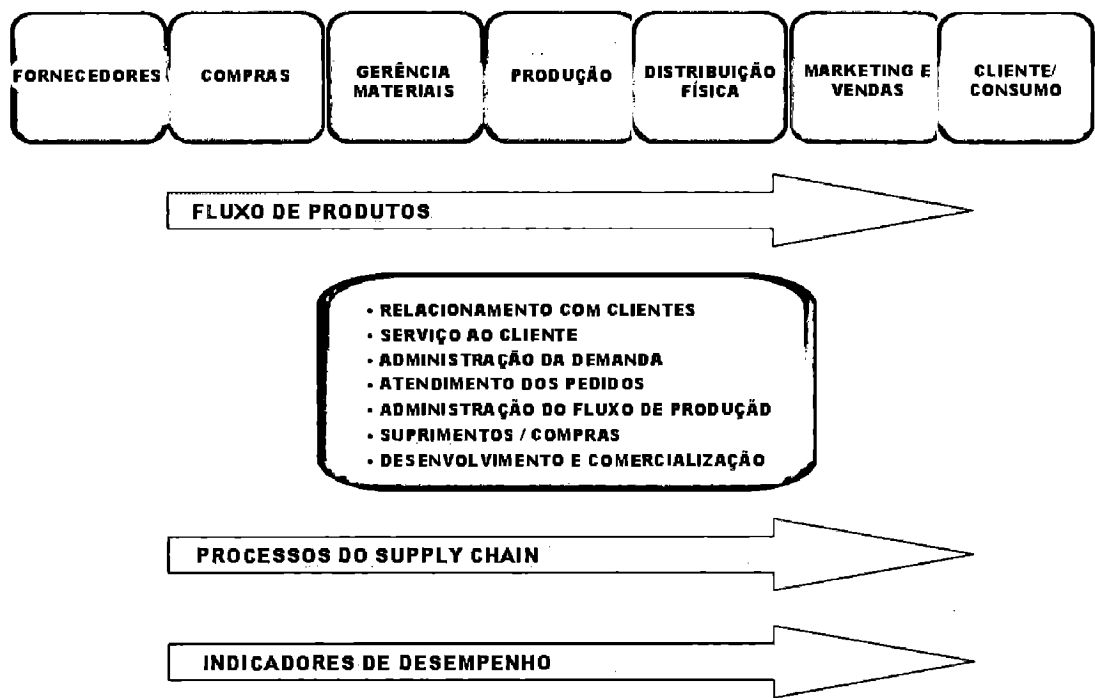 FORNECEDORES
COMPRAS
GERÊNCIA
MATERIAIS
PRODUÇÃO
DISTRIBUIÇÃO
FÍSICA
MARKETING E
VENDAS
CLIENTE/
CONSUMO
FLUXO DE PRODUTOS
• RELACIONAMENTO COM CLIENTES
• SERVIÇO AO CLIENTE
• ADMINISTRAÇÃO DA DEMANDA
• ATENDIMENTO DOS PEDIDOS
• ADMINISTRAÇÃO DO FLUXO DE PRODUÇÃO
• SUPRIMENTOS / COMPRAS
• DESENVOLVIMENTO E COMERCIALIZAÇÃO
PROCESSOS DO SUPPLY CHAIN
INDICADORES DE DESEMPENHO